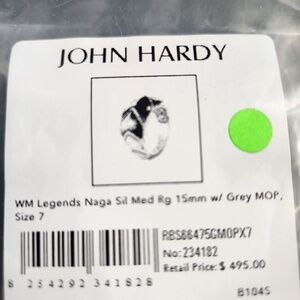 JOHN HARDY
WM Legends Naga Sil Med Rg 15mm w/ Grey MOP,
Size 7
RBS66475GMOPX7
No: 234182
Retail Price: $ 495.00
8 254292 341828
B104S